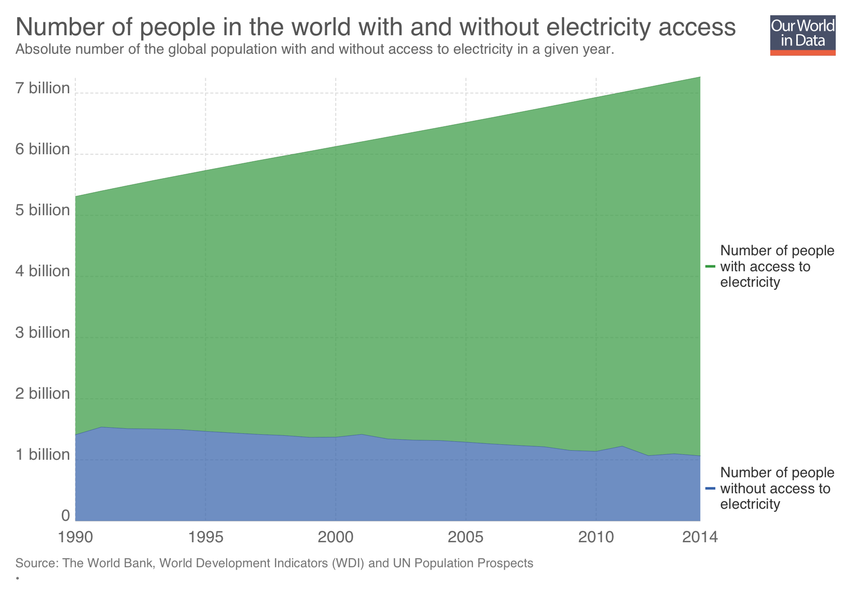 Number of people in the world with and without electricity access
Absolute number of the global population with and without access to electricity in a given year.
Our World
in Data
7 billion
6 billion
5 billion
4 billion
3 billion
2 billion
1 billion
0
Number of people
with access to
electricity
Number of people
without access to
electricity
1990
1995
2000
2005
2010
2014
Source: The World Bank, World Development Indicators (WDI) and UN Population Prospects
•